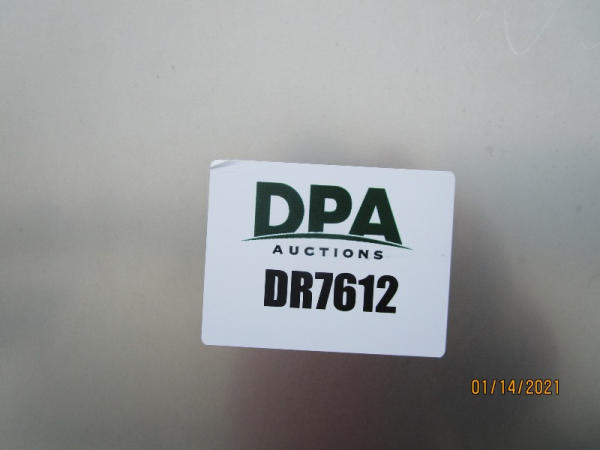 DPA
AUCTIONS
DR7612
01/14/2021